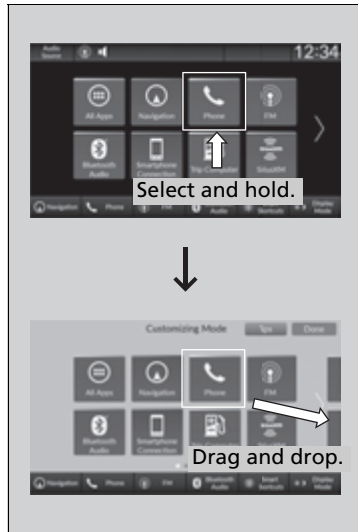 Audio
Source
12:34
All Apps
Navigation
Phone
FM
Bluetooth
Audio
Smartphone
Connection
Trip Computer
SiriusXM
Select and hold.
Navigation
Phone
FM
Audio
Shortcuts
Display
Mode
Customizing Mode
Tips
Done
All Apps
Navigation
Phone
FM
Bluetooth
Audio
Smartphone
Connection
Drag and drop.
Navigation
Phone
FM
Bluetooth
Audio
Smart
Shortcuts
Display
Mode